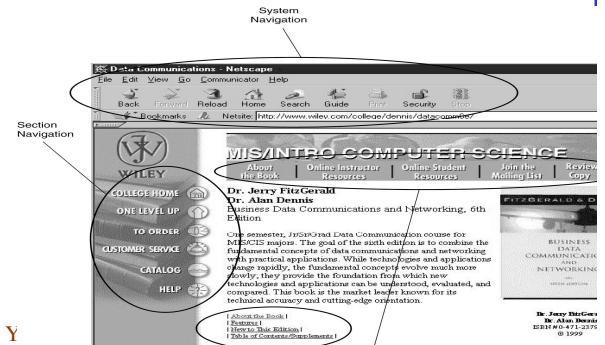 System
Navigation
Data Communications - Netscape
File Edit View Go Communicator Help
Back Forward Reload Home Search Guide Print Security Stop
Bookmarks Netsite: http://www.wiley.com/college/dennis/datacomm6e/
Section
Navigation
WILEY
MIS/INTRO COMPUTER SCIENCE
About
the Book
Online Instructor
Resources
Online Student
Resources
Join the
Mailing List
Review
Copy
COLLEGE HOME
ONE LEVEL UP
TO ORDER
CUSTOMER SERVICE
CATALOG
HELP
Dr. Jerry FitzGerald
Dr. Alan Dennis
Business Data Communications and Networking, 6th
Edition
One semester, Jr/Sr/Grad Data Communication course for
MIS/CIS majors. The goal of the sixth edition is to combine the
fundamental concepts of data communications and networking
with practical applications. While technologies and applications
change rapidly, the fundamental concepts evolve much more
slowly; they provide the foundation from which new
technologies and applications can be understood, evaluated, and
compared. This book is the market leader known for its
technical accuracy and cutting-edge orientation.
| About the Book |
| Features |
| New to This Edition |
| Table of Contents/Supplements |
FITZGERALD & D
BUSINESS
DATA
COMMUNICATIO
AND
NETWORKING
Dr. Jerry FitzGera
Dr. Alan Dennis
ISBN# 0-471-2379
© 1999
Y